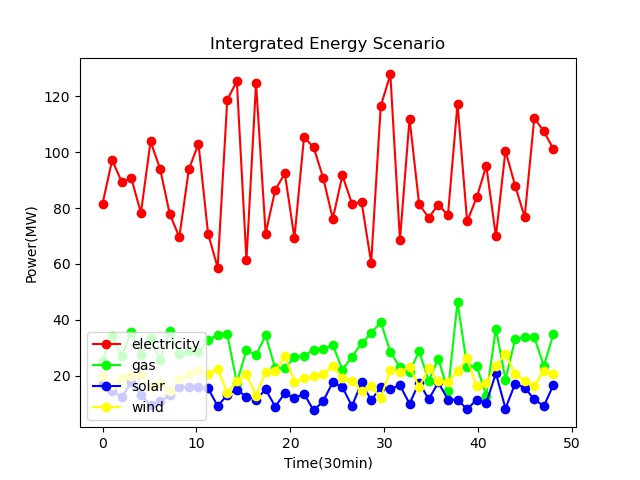 Intergrated Energy Scenario
Power(MW)
120
100
80
60
40
20
electricity
gas
solar
wind
0 10 20 30 40 50
Time(30min)